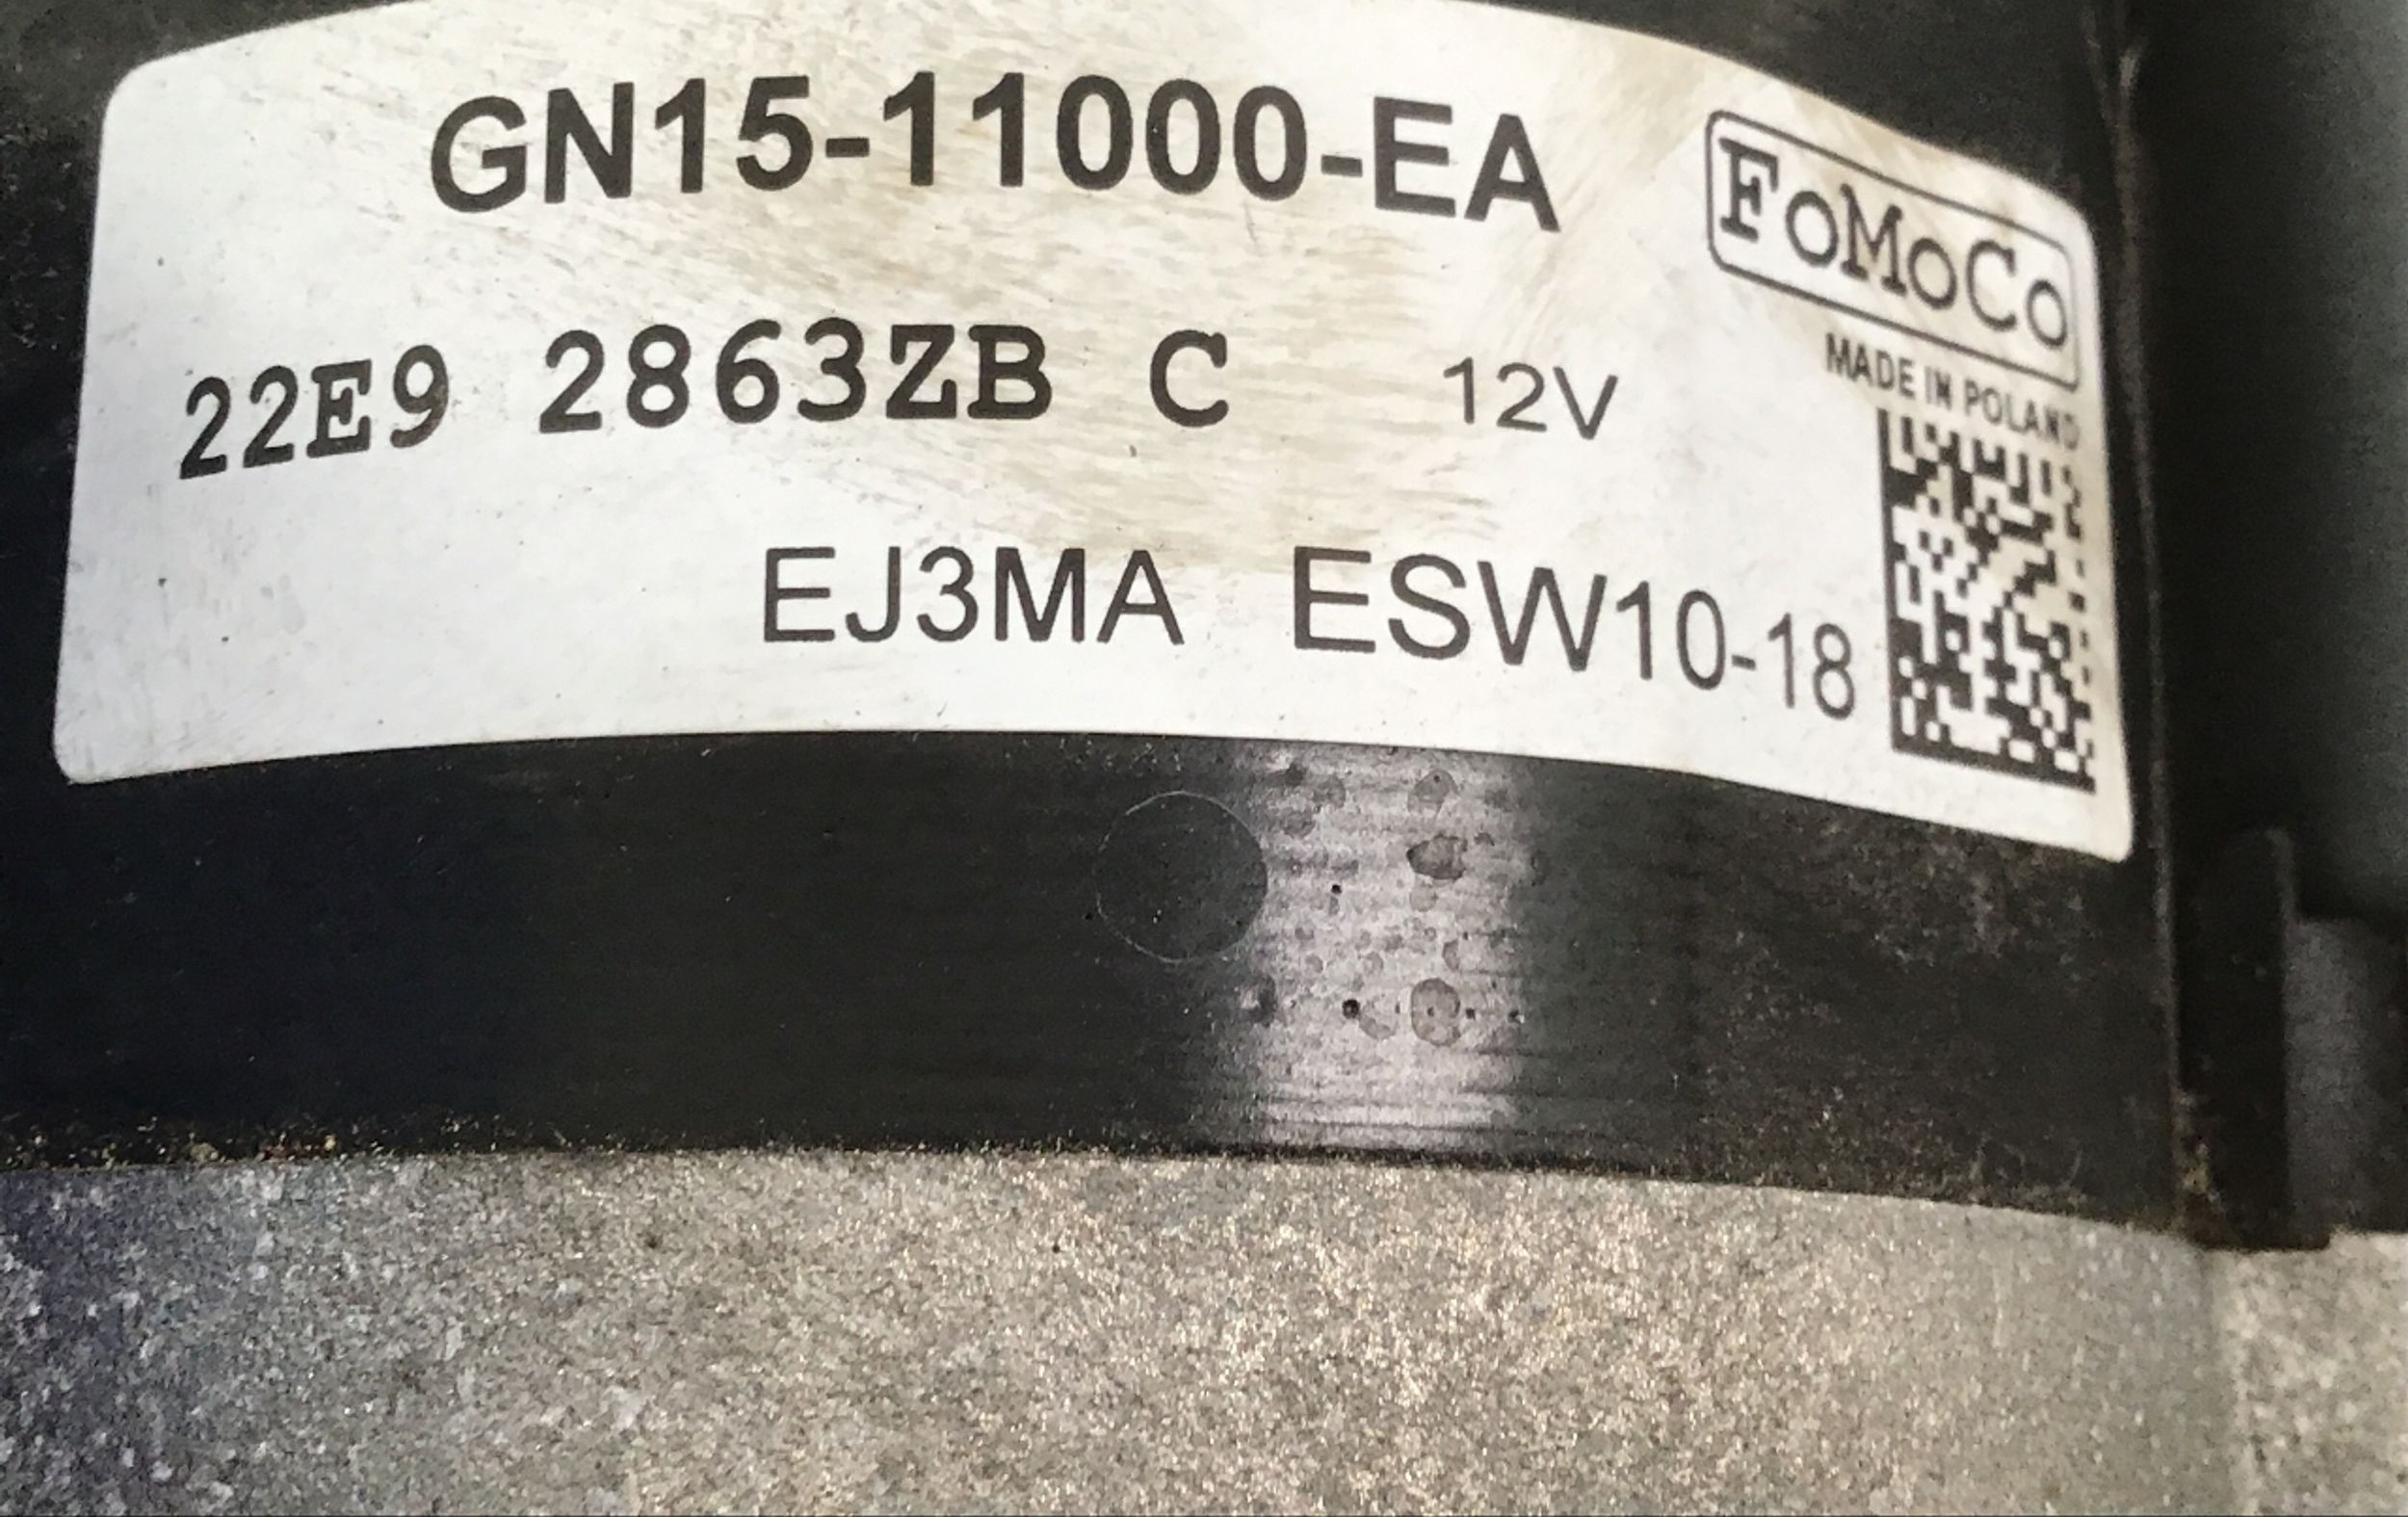 GN15-11000-EA
FoMoCo
MADE IN POLAND
22E9 2863ZB C 12V
EJ3MA ESW10-18